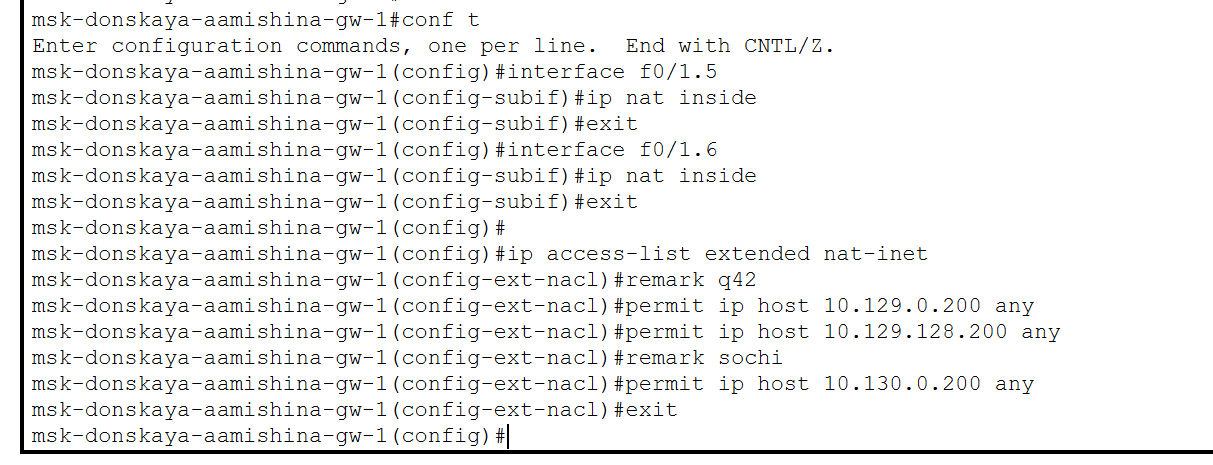 msk-donskaya-aamishina-gw-1#conf t
Enter configuration commands, one per line.  End with CNTL/Z.
msk-donskaya-aamishina-gw-1(config)#interface f0/1.5
msk-donskaya-aamishina-gw-1(config-subif)#ip nat inside
msk-donskaya-aamishina-gw-1(config-subif)#exit
msk-donskaya-aamishina-gw-1(config)#interface f0/1.6
msk-donskaya-aamishina-gw-1(config-subif)#ip nat inside
msk-donskaya-aamishina-gw-1(config-subif)#exit
msk-donskaya-aamishina-gw-1(config)#
msk-donskaya-aamishina-gw-1(config)#ip access-list extended nat-inet
msk-donskaya-aamishina-gw-1(config-ext-nacl)#remark q42
msk-donskaya-aamishina-gw-1(config-ext-nacl)#permit ip host 10.129.0.200 any
msk-donskaya-aamishina-gw-1(config-ext-nacl)#permit ip host 10.129.128.200 any
msk-donskaya-aamishina-gw-1(config-ext-nacl)#remark sochi
msk-donskaya-aamishina-gw-1(config-ext-nacl)#permit ip host 10.130.0.200 any
msk-donskaya-aamishina-gw-1(config-ext-nacl)#exit
msk-donskaya-aamishina-gw-1(config)#